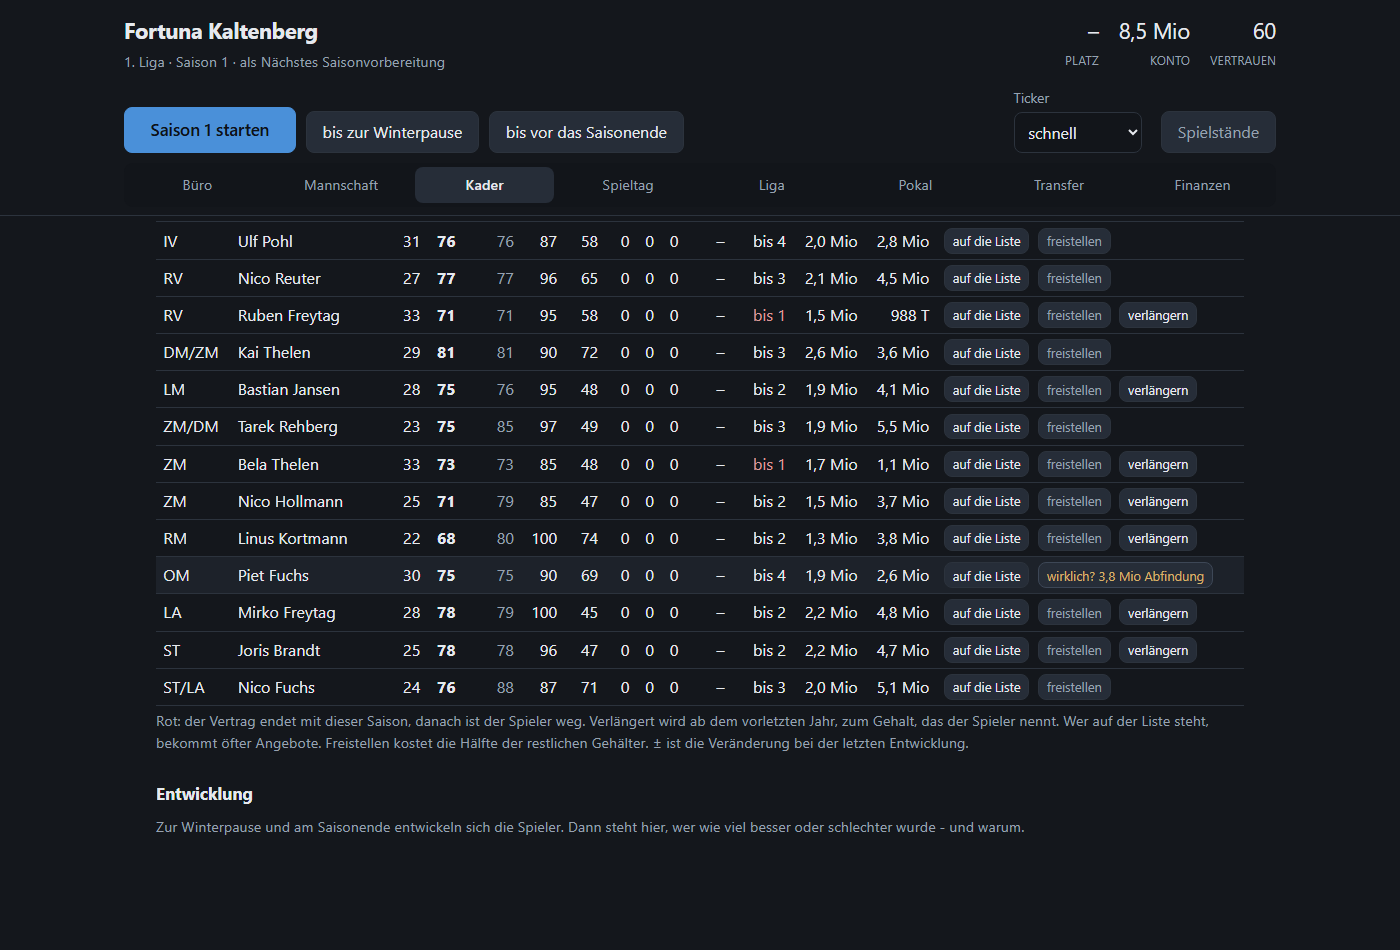 Fortuna Kaltenberg
1. Liga · Saison 1 · als Nächstes Saisonvorbereitung
– 8,5 Mio 60
PLATZ KONTO VERTRAUEN
Saison 1 starten bis zur Winterpause bis vor das Saisonende
Ticker
schnell Spielstände
Büro Mannschaft Kader Spieltag Liga Pokal Transfer Finanzen
IV Ulf Pohl 31 76 76 87 58 0 0 0 – bis 4 2,0 Mio 2,8 Mio auf die Liste freistellen
RV Nico Reuter 27 77 77 96 65 0 0 0 – bis 3 2,1 Mio 4,5 Mio auf die Liste freistellen
RV Ruben Freytag 33 71 71 95 58 0 0 0 – bis 1 1,5 Mio 988 T auf die Liste freistellen verlängern
DM/ZM Kai Thelen 29 81 81 90 72 0 0 0 – bis 3 2,6 Mio 3,6 Mio auf die Liste freistellen
LM Bastian Jansen 28 75 76 95 48 0 0 0 – bis 2 1,9 Mio 4,1 Mio auf die Liste freistellen verlängern
ZM/DM Tarek Rehberg 23 75 85 97 49 0 0 0 – bis 3 1,9 Mio 5,5 Mio auf die Liste freistellen
ZM Bela Thelen 33 73 73 85 48 0 0 0 – bis 1 1,7 Mio 1,1 Mio auf die Liste freistellen verlängern
ZM Nico Hollmann 25 71 79 85 47 0 0 0 – bis 2 1,5 Mio 3,7 Mio auf die Liste freistellen verlängern
RM Linus Kortmann 22 68 80 100 74 0 0 0 – bis 2 1,3 Mio 3,8 Mio auf die Liste freistellen verlängern
OM Piet Fuchs 30 75 75 90 69 0 0 0 – bis 4 1,9 Mio 2,6 Mio auf die Liste wirklich? 3,8 Mio Abfindung
LA Mirko Freytag 28 78 79 100 45 0 0 0 – bis 2 2,2 Mio 4,8 Mio auf die Liste freistellen verlängern
ST Joris Brandt 25 78 78 96 47 0 0 0 – bis 2 2,2 Mio 4,7 Mio auf die Liste freistellen verlängern
ST/LA Nico Fuchs 24 76 88 87 71 0 0 0 – bis 3 2,0 Mio 5,1 Mio auf die Liste freistellen
Rot: der Vertrag endet mit dieser Saison, danach ist der Spieler weg. Verlängert wird ab dem vorletzten Jahr, zum Gehalt, das der Spieler nennt. Wer auf der Liste steht,
bekommt öfter Angebote. Freistellen kostet die Hälfte der restlichen Gehälter. ± ist die Veränderung bei der letzten Entwicklung.
Entwicklung
Zur Winterpause und am Saisonende entwickeln sich die Spieler. Dann steht hier, wer wie viel besser oder schlechter wurde - und warum.